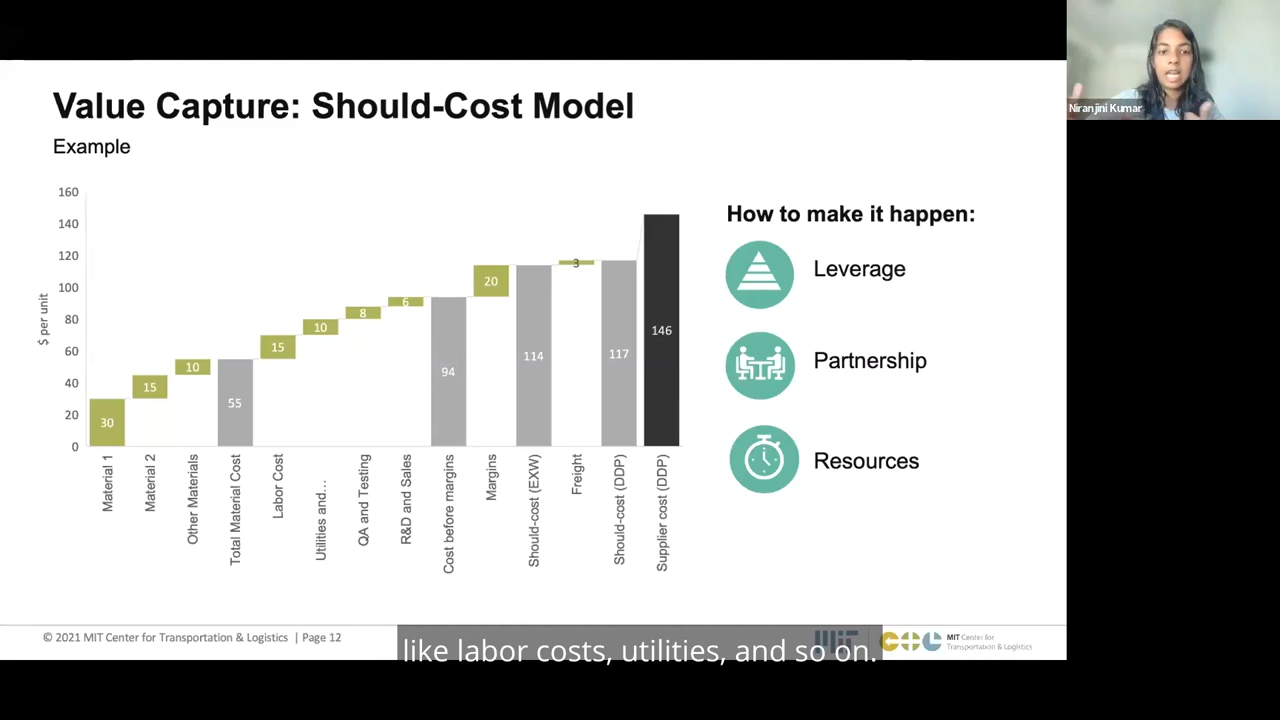 Niranjini Kumar
Value Capture: Should-Cost Model
Example
160
140
120
100
80
60
40
20
0
$ per unit
30
15
10
55
15
10
8
6
94
20
114
3
117
146
Material 1
Material 2
Other Materials
Total Material Cost
Labor Cost
Utilities and...
QA and Testing
R&D and Sales
Cost before margins
Margins
Should-cost (EXW)
Freight
Should-cost (DDP)
Supplier cost (DDP)
How to make it happen:
Leverage
Partnership
Resources
© 2021 MIT Center for Transportation & Logistics | Page 12
MIT Center for
Transportation & Logistics
like labor costs, utilities, and so on.